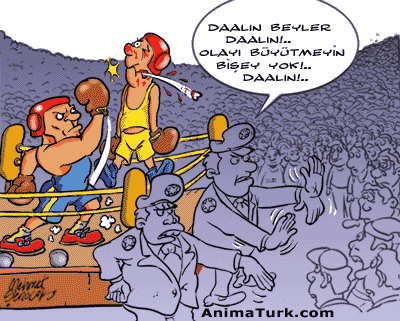 DAALIN BEYLER
DAALIN!..
OLAYI BÜYÜTMEYİN
BİŞEY YOK!..
DAALIN!..
AnimaTurk.com